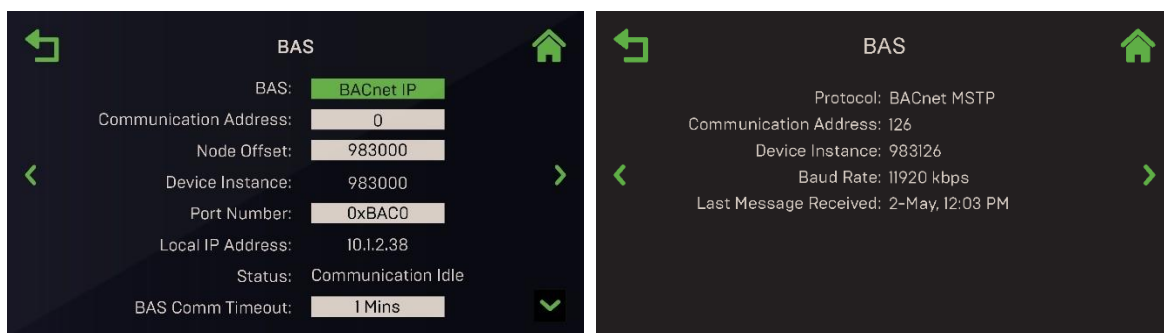 BAS
BAS: BACnet IP
Communication Address: 0
Node Offset: 983000
Device Instance: 983000
Port Number: 0xBAC0
Local IP Address: 10.1.2.38
Status: Communication Idle
BAS Comm Timeout: 1 Mins
BAS
Protocol: BACnet MSTP
Communication Address: 126
Device Instance: 983126
Baud Rate: 11920 kbps
Last Message Received: 2-May, 12:03 PM